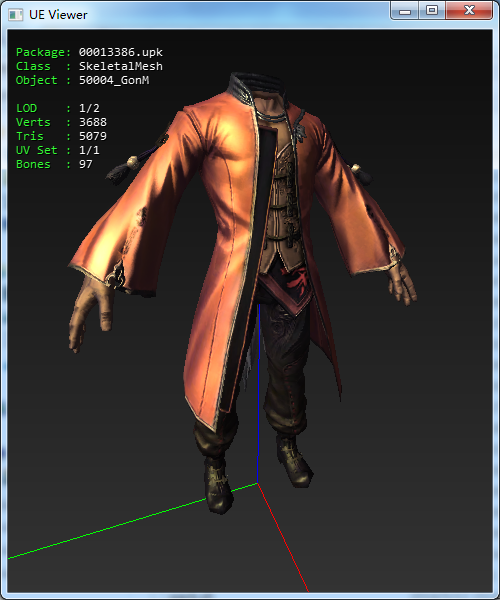 UE Viewer
Package: 00013386.upk
Class : SkeletalMesh
Object : 50004_GonM
LOD : 1/2
Verts : 3688
Tris : 5079
UV Set : 1/1
Bones : 97